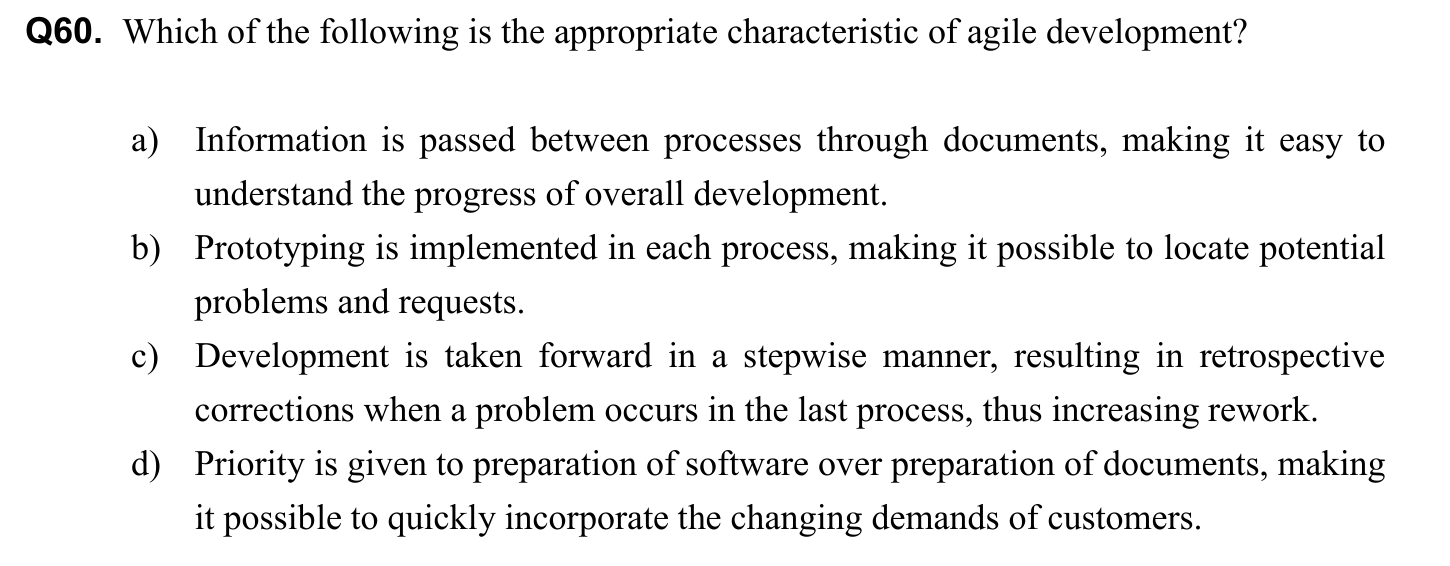 Q60. Which of the following is the appropriate characteristic of agile development?
a) Information is passed between processes through documents, making it easy to
understand the progress of overall development.
b) Prototyping is implemented in each process, making it possible to locate potential
problems and requests.
c) Development is taken forward in a stepwise manner, resulting in retrospective
corrections when a problem occurs in the last process, thus increasing rework.
d) Priority is given to preparation of software over preparation of documents, making
it possible to quickly incorporate the changing demands of customers.